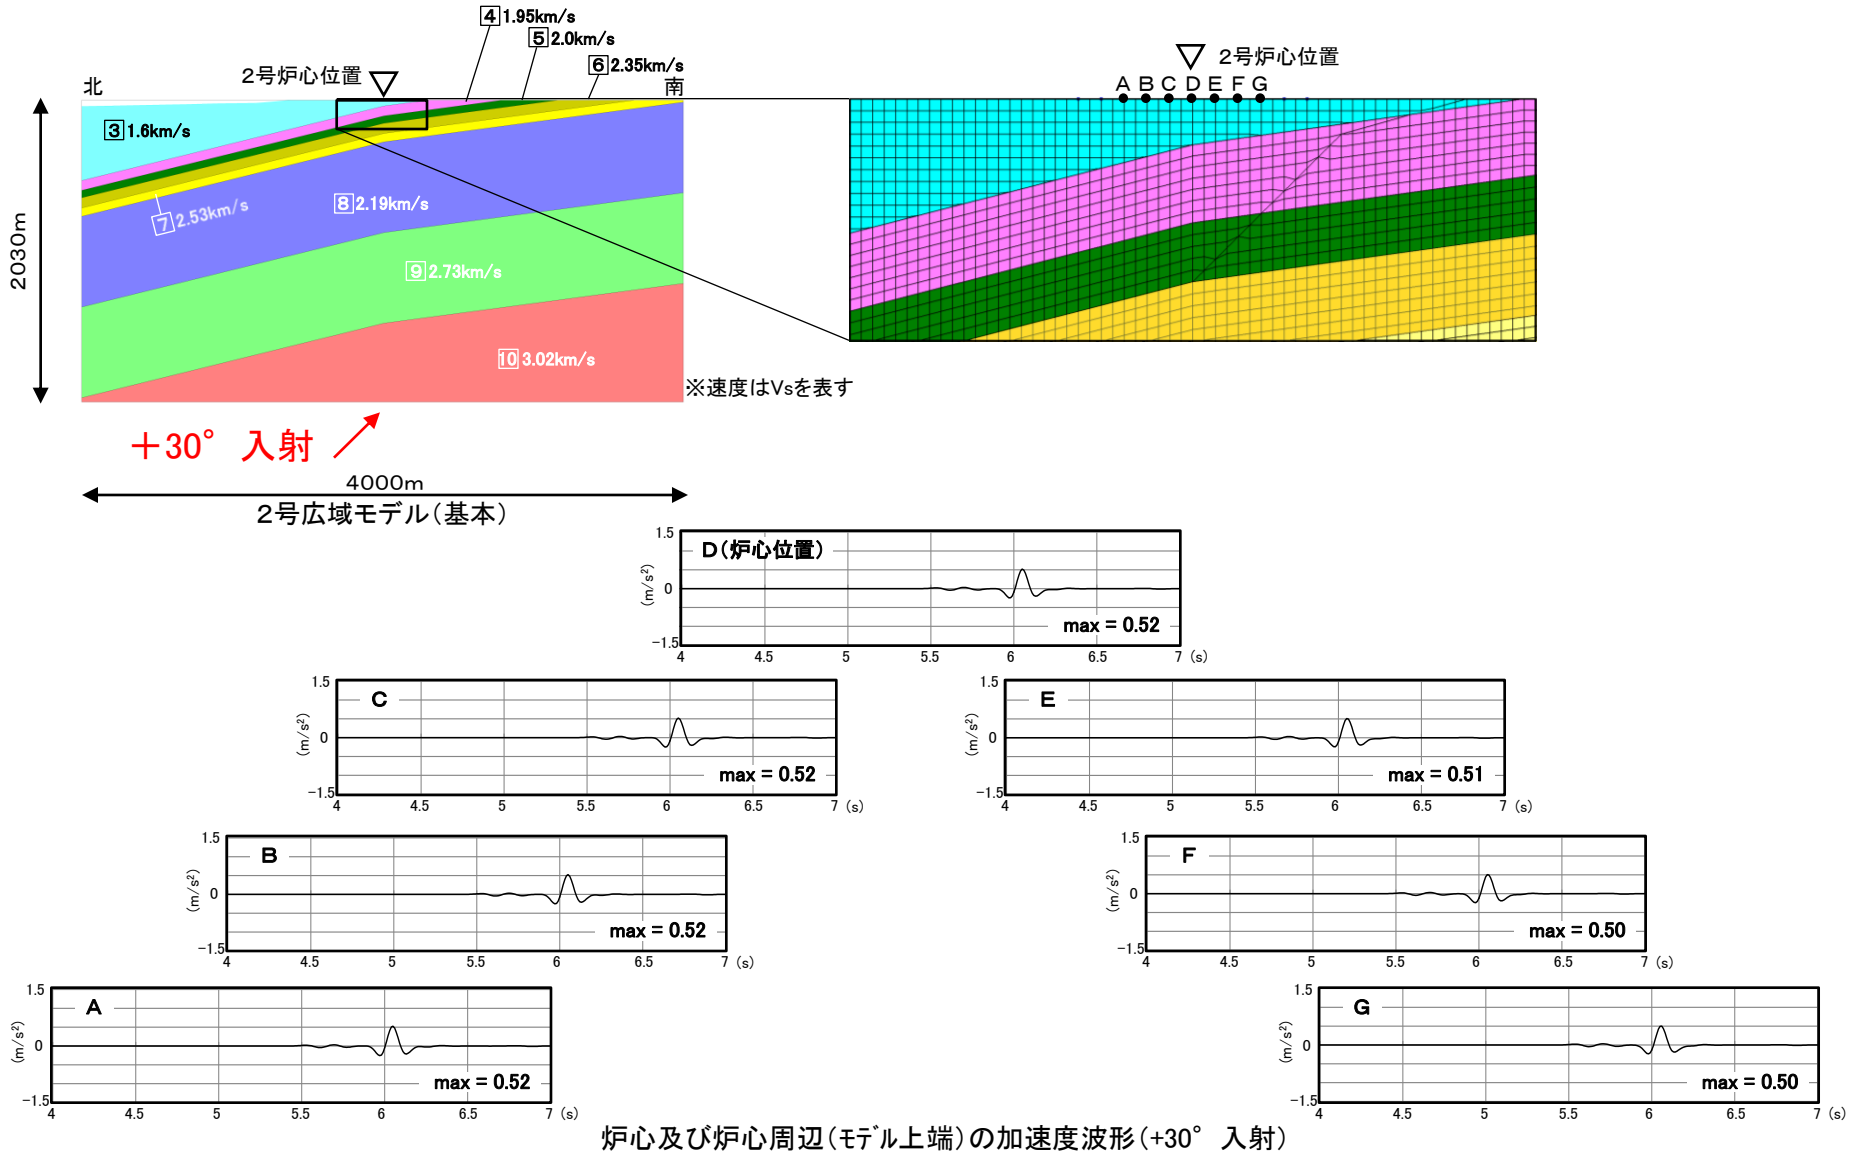 4 1.95km/s
5 2.0km/s
6 2.35km/s
2号炉心位置
北
南
3 1.6km/s
7 2.53km/s
8 2.19km/s
9 2.73km/s
10 3.02km/s
2030m
※速度はVsを表す
+30° 入射
4000m
2号広域モデル(基本)
2号炉心位置
A B C D E F G
D(炉心位置)
1.5
0
-1.5
(m/s²)
max = 0.52
4 4.5 5 5.5 6 6.5 7 (s)
C
1.5
0
-1.5
(m/s²)
max = 0.52
4 4.5 5 5.5 6 6.5 7 (s)
E
1.5
0
-1.5
(m/s²)
max = 0.51
4 4.5 5 5.5 6 6.5 7 (s)
B
1.5
0
-1.5
(m/s²)
max = 0.52
4 4.5 5 5.5 6 6.5 7 (s)
F
1.5
0
-1.5
(m/s²)
max = 0.50
4 4.5 5 5.5 6 6.5 7 (s)
A
1.5
0
-1.5
(m/s²)
max = 0.52
4 4.5 5 5.5 6 6.5 7 (s)
G
1.5
0
-1.5
(m/s²)
max = 0.50
4 4.5 5 5.5 6 6.5 7 (s)
炉心及び炉心周辺(モデル上端)の加速度波形(+30° 入射)